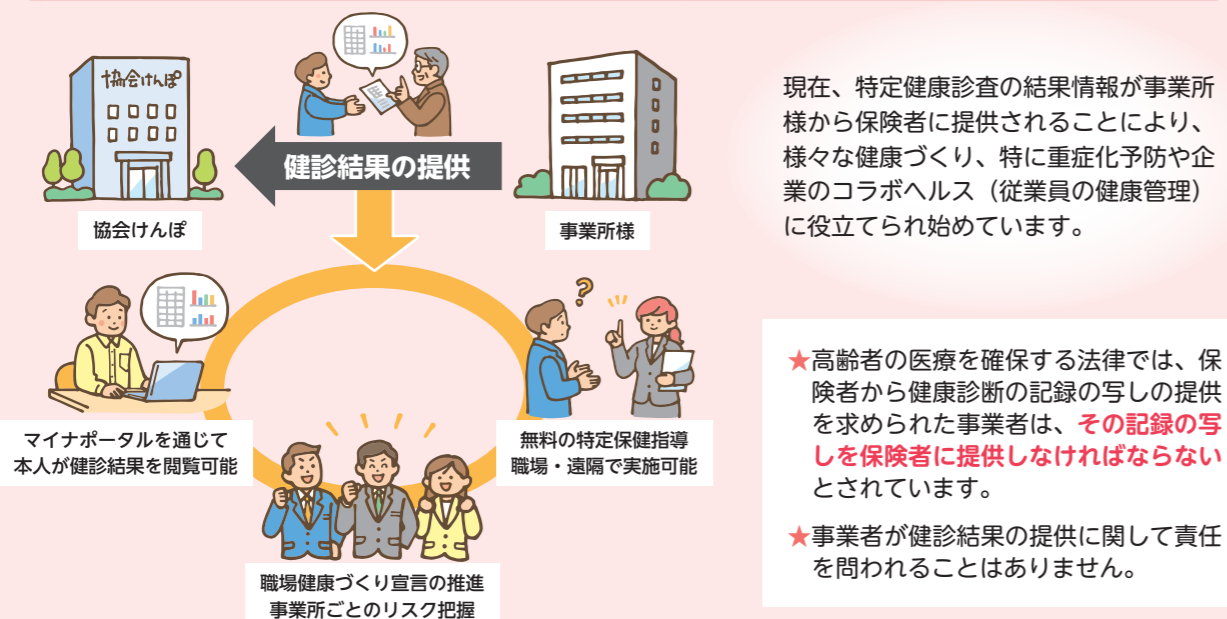 協会けんぽ
健診結果の提供
協会けんぽ
事業所様
?
マイナポータルを通じて
本人が健診結果を閲覧可能
無料の特定保健指導
職場・遠隔で実施可能
職場健康づくり宣言の推進
事業所ごとのリスク把握
現在、特定健康診査の結果情報が事業所
様から保険者に提供されることにより、
様々な健康づくり、特に重症化予防や企
業のコラボヘルス（従業員の健康管理）
に役立てられ始めています。
★高齢者の医療を確保する法律では、保
険者から健康診断の記録の写しの提供
を求められた事業者は、その記録の写
しを保険者に提供しなければならない
とされています。
★事業者が健診結果の提供に関して責任
を問われることはありません。